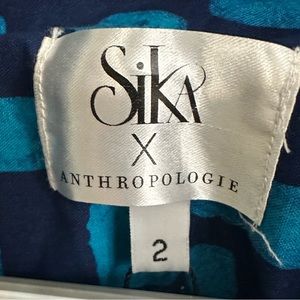 SiKA
X
ANTHROPOLOGIE
2